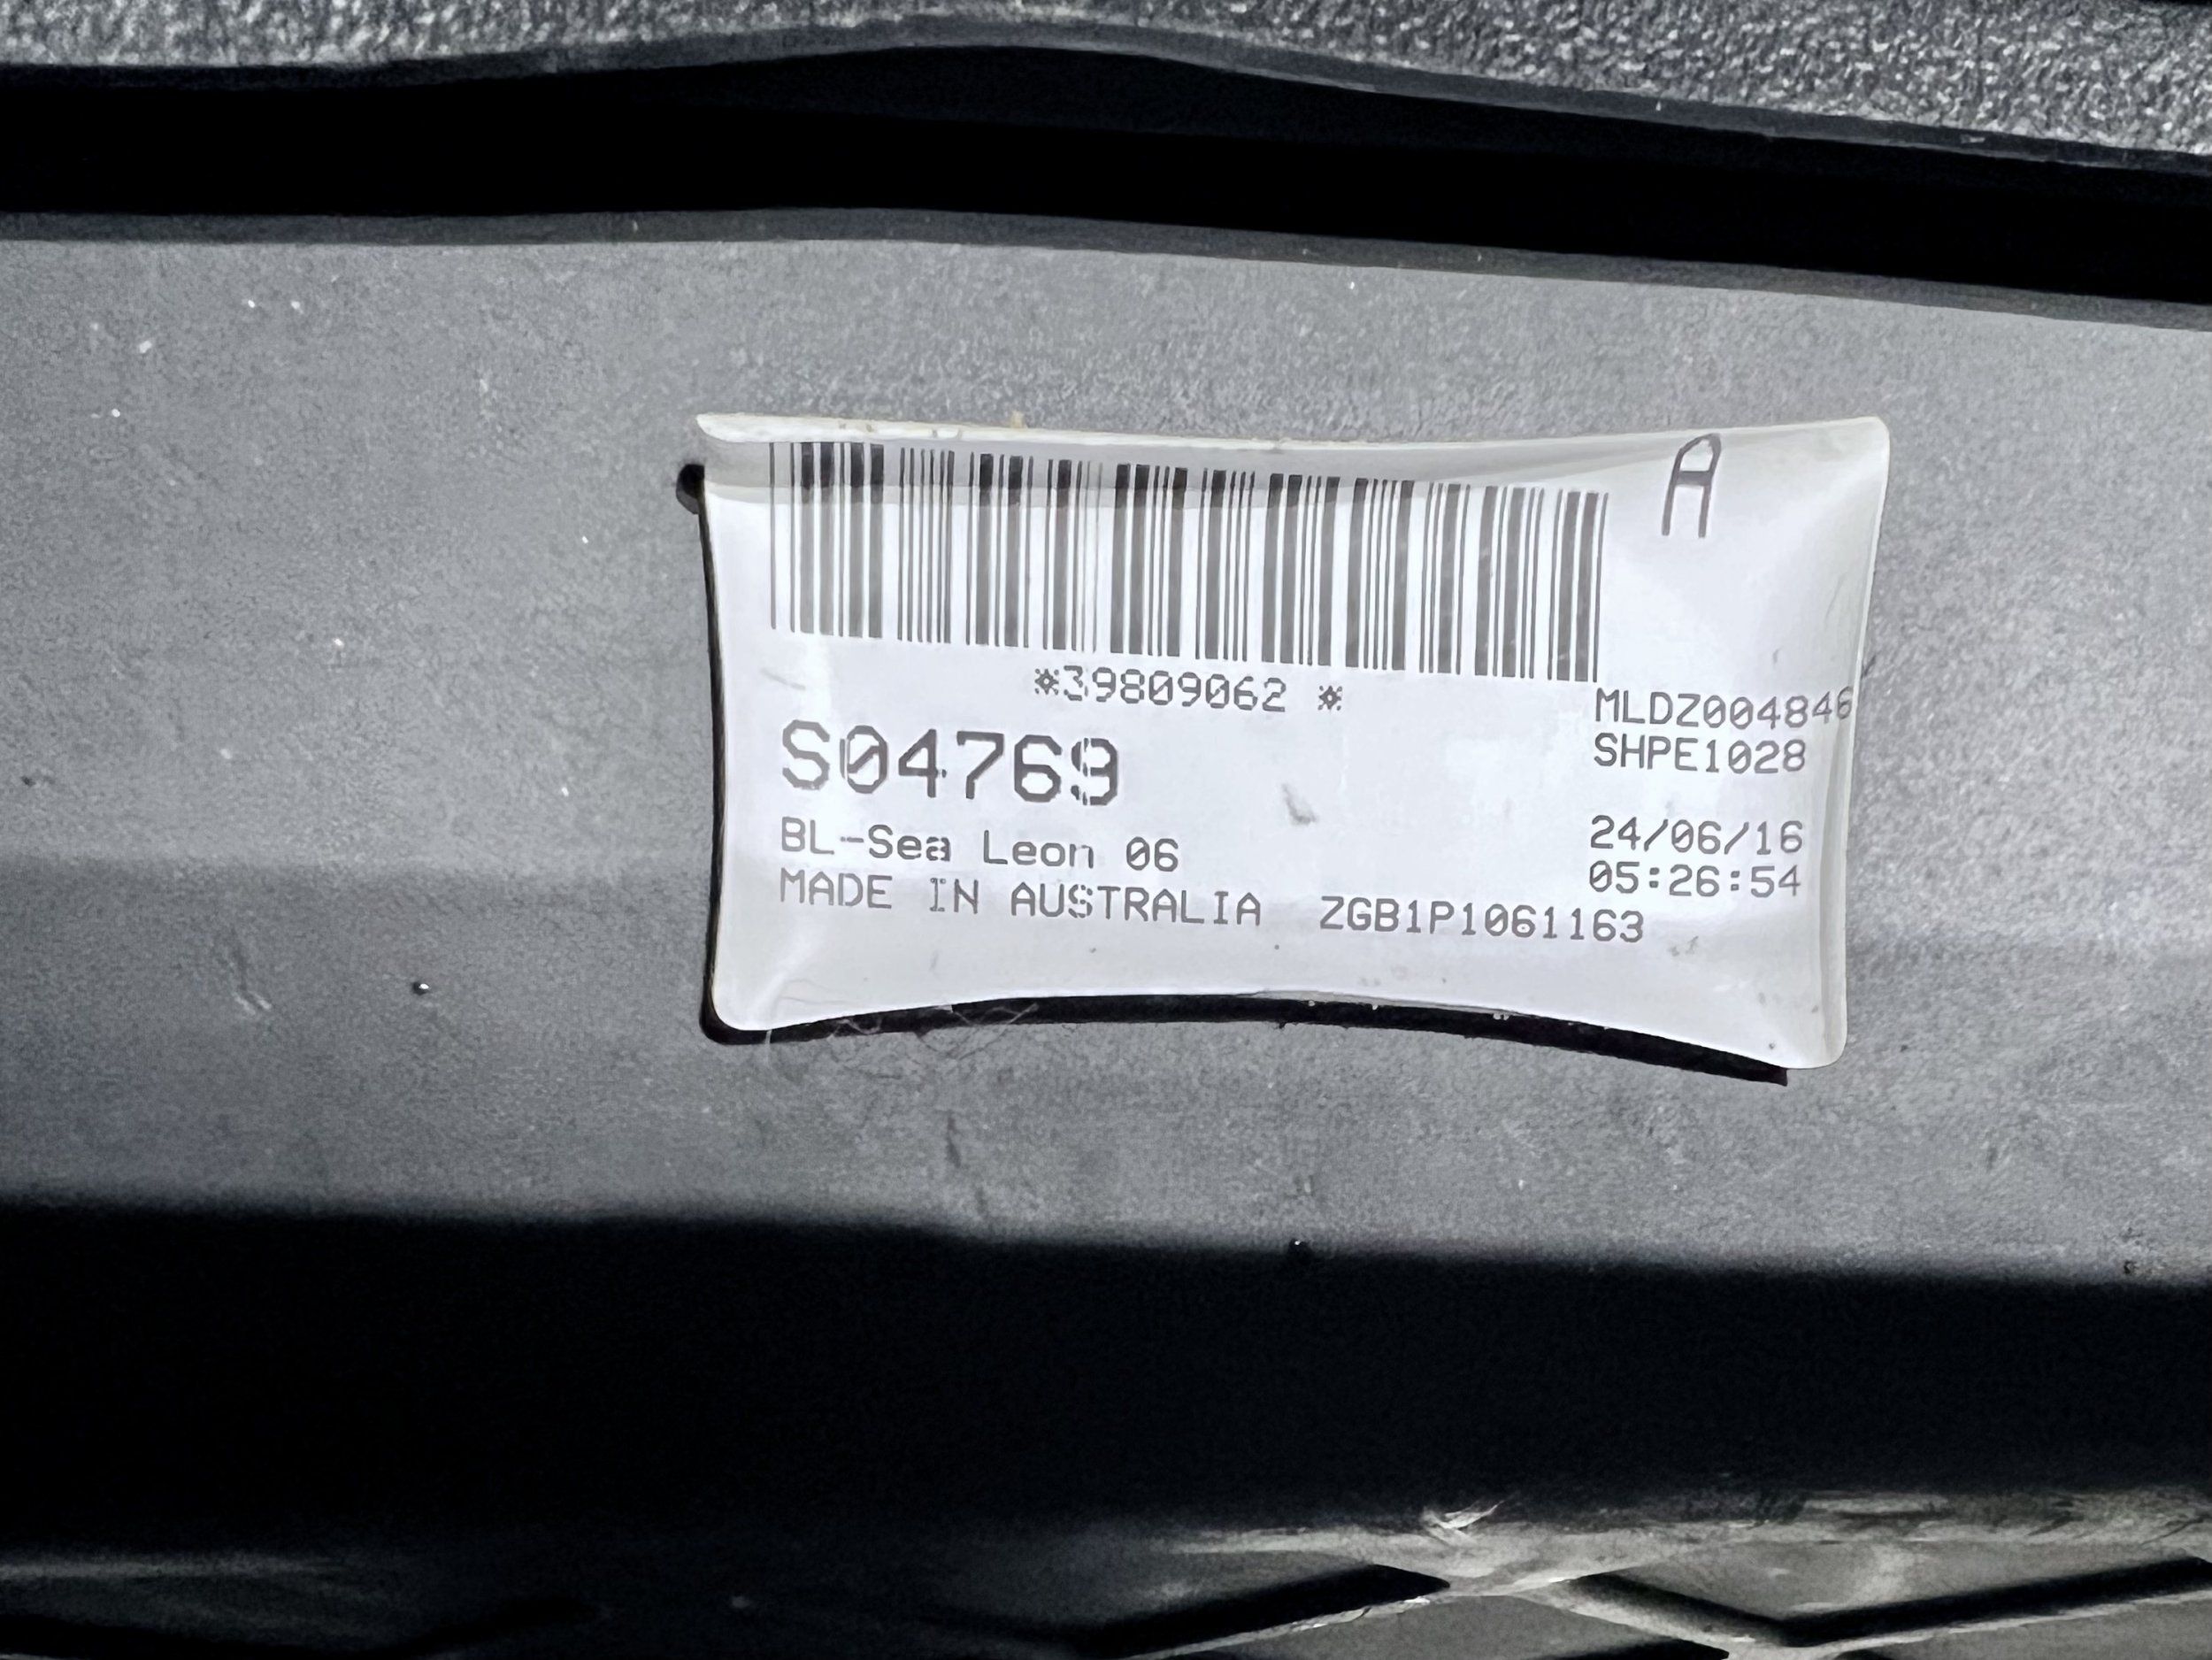 A
*39809062 *
MLDZ004846
S04769
SHPE1028
BL-Sea Leon 06
24/06/16
05:26:54
MADE IN AUSTRALIA ZGB1P1061163